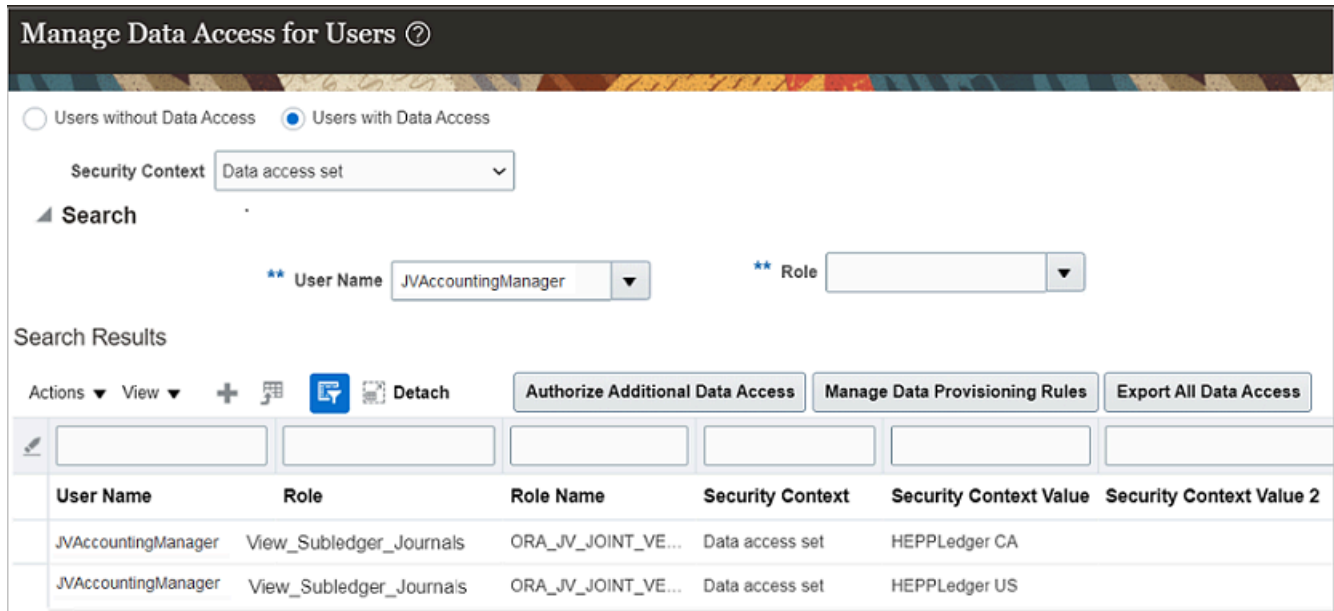 Manage Data Access for Users ?
Users without Data Access Users with Data Access
Security Context Data access set
Search
** User Name JVAccountingManager ** Role
Search Results
Actions View Detach Authorize Additional Data Access Manage Data Provisioning Rules Export All Data Access
User Name Role Role Name Security Context Security Context Value Security Context Value 2
JVAccountingManager View_Subledger_Journals ORA_JV_JOINT_VE... Data access set HEPPLedger CA
JVAccountingManager View_Subledger_Journals ORA_JV_JOINT_VE... Data access set HEPPLedger US